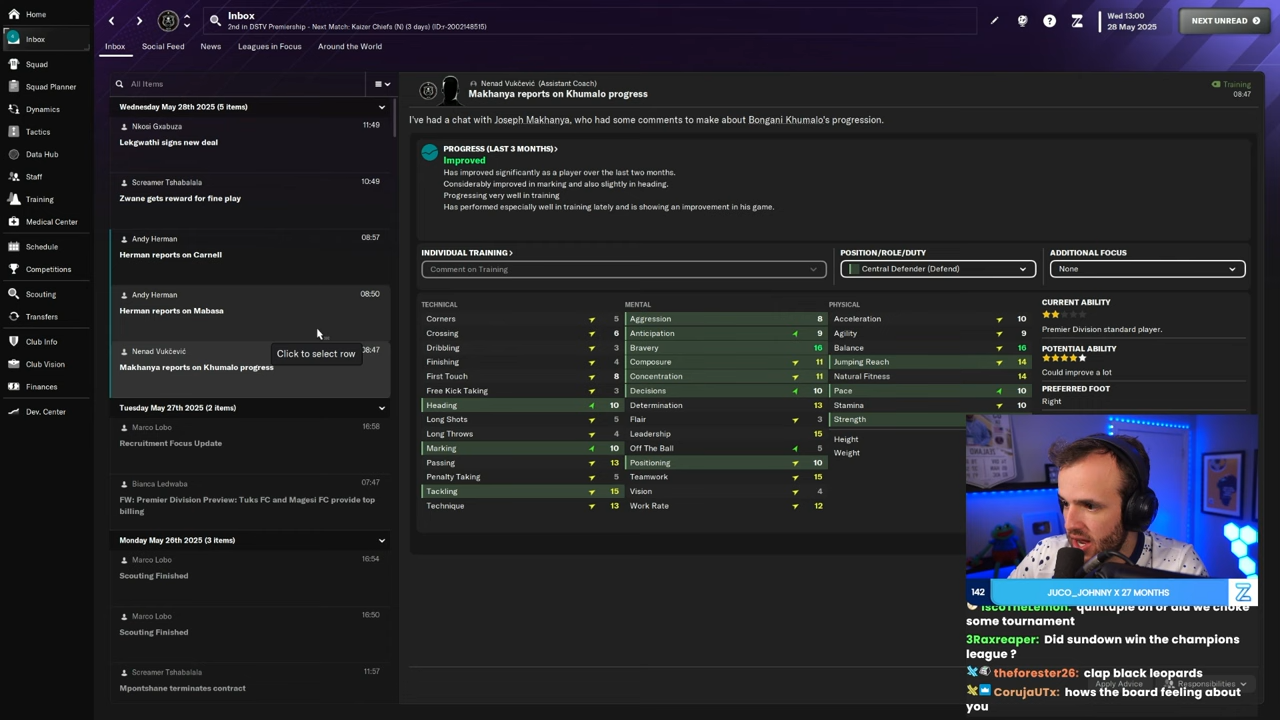 Home
Inbox
Squad
Squad Planner
Dynamics
Tactics
Data Hub
Staff
Training
Medical Center
Schedule
Competitions
Scouting
Transfers
Club Info
Club Vision
Finances
Dev. Center
Inbox
2nd in DSTV Premiership - Next Match: Kaizer Chiefs (N) (3 days) (ID:r-2002148515)
Wed 13:00
28 May 2025
NEXT UNREAD
Inbox Social Feed News Leagues in Focus Around the World
All Items
Wednesday May 28th 2025 (5 items)
Nkosi Gxabuza 11:49
Lekgwathi signs new deal
Screamer Tshabalala 10:49
Zwane gets reward for fine play
Andy Herman 08:57
Herman reports on Carnell
Andy Herman 08:50
Herman reports on Mabasa
Nenad Vukčević 08:47
Click to select row
Makhanya reports on Khumalo progress
Tuesday May 27th 2025 (2 items)
Marco Lobo 16:58
Recruitment Focus Update
Bianca Ledwaba 07:47
FW: Premier Division Preview: Tuks FC and Magesi FC provide top
billing
Monday May 26th 2025 (3 items)
Marco Lobo 16:54
Scouting Finished
Marco Lobo 16:50
Scouting Finished
Screamer Tshabalala 11:57
Mpontshane terminates contract
Nenad Vukčević (Assistant Coach)
Makhanya reports on Khumalo progress
Training
08:47
I've had a chat with Joseph Makhanya, who had some comments to make about Bongani Khumalo's progression.
PROGRESS (LAST 3 MONTHS)
Improved
Has improved significantly as a player over the last two months.
Considerably improved in marking and also slightly in heading.
Progressing very well in training
Has performed especially well in training lately and is showing an improvement in his game.
INDIVIDUAL TRAINING
Comment on Training
POSITION/ROLE/DUTY
Central Defender (Defend)
ADDITIONAL FOCUS
None
TECHNICAL
Corners 5
Crossing 6
Dribbling 3
Finishing 4
First Touch 8
Free Kick Taking 3
Heading 10
Long Shots 5
Long Throws 4
Marking 10
Passing 13
Penalty Taking 5
Tackling 15
Technique 13
MENTAL
Aggression 8
Anticipation 9
Bravery 16
Composure 11
Concentration 11
Decisions 10
Determination 13
Flair 3
Leadership 15
Off The Ball 5
Positioning 10
Teamwork 15
Vision 4
Work Rate 12
PHYSICAL
Acceleration 10
Agility 9
Balance 16
Jumping Reach 14
Natural Fitness 14
Pace 10
Stamina 10
Strength
Height
Weight
CURRENT ABILITY
Premier Division standard player.
POTENTIAL ABILITY
Could improve a lot
PREFERRED FOOT
Right
142 JUCO_JOHNNY X 27 MONTHS
IscoTheLemon: quintuple on or did we choke
some tournament
3Raxreaper: Did sundown win the champions
league ?
theforester26: clap black leopards
CorujaUTx: hows the board feeling about
you
Apply Advice Responsibilities